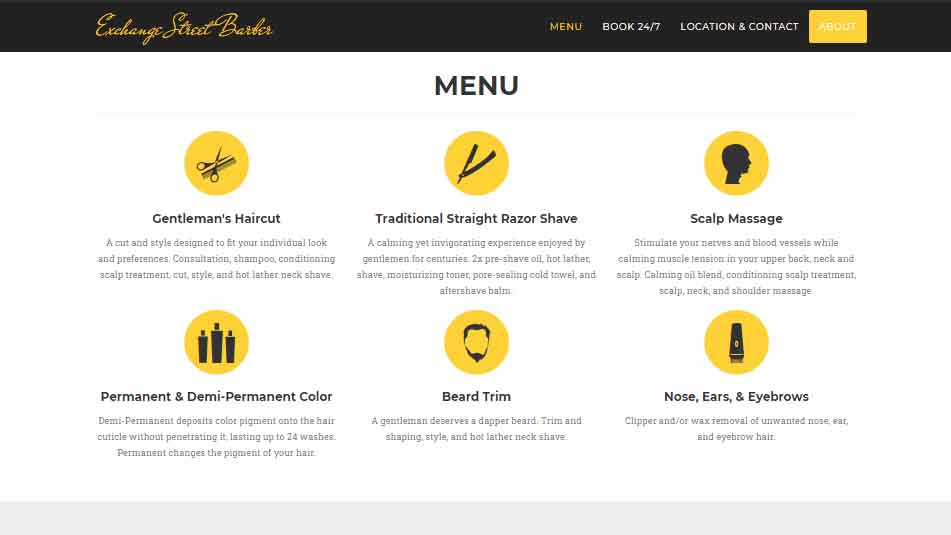 Exchange Street Barber
MENU
BOOK 24/7
LOCATION & CONTACT
ABOUT
MENU
Gentleman's Haircut
A cut and style designed to fit your individual look
and preferences. Consultation, shampoo, conditioning
scalp treatment, cut, style, and hot lather neck shave.
Traditional Straight Razor Shave
A calming yet invigorating experience enjoyed by
gentlemen for centuries. 2x pre-shave oil, hot lather,
shave, moisturizing toner, pore-sealing cold towel, and
aftershave balm.
Scalp Massage
Stimulate your nerves and blood vessels while
calming muscle tension in your upper back, neck and
scalp. Calming oil blend, conditioning scalp treatment,
scalp, neck, and shoulder massage.
Permanent & Demi-Permanent Color
Demi-Permanent deposits color pigment onto the hair
cuticle without penetrating it, lasting up to 24 washes.
Permanent changes the pigment of your hair.
Beard Trim
A gentleman deserves a dapper beard. Trim and
shaping, style, and hot lather neck shave.
Nose, Ears, & Eyebrows
Clipper and/or wax removal of unwanted nose, ear,
and eyebrow hair.